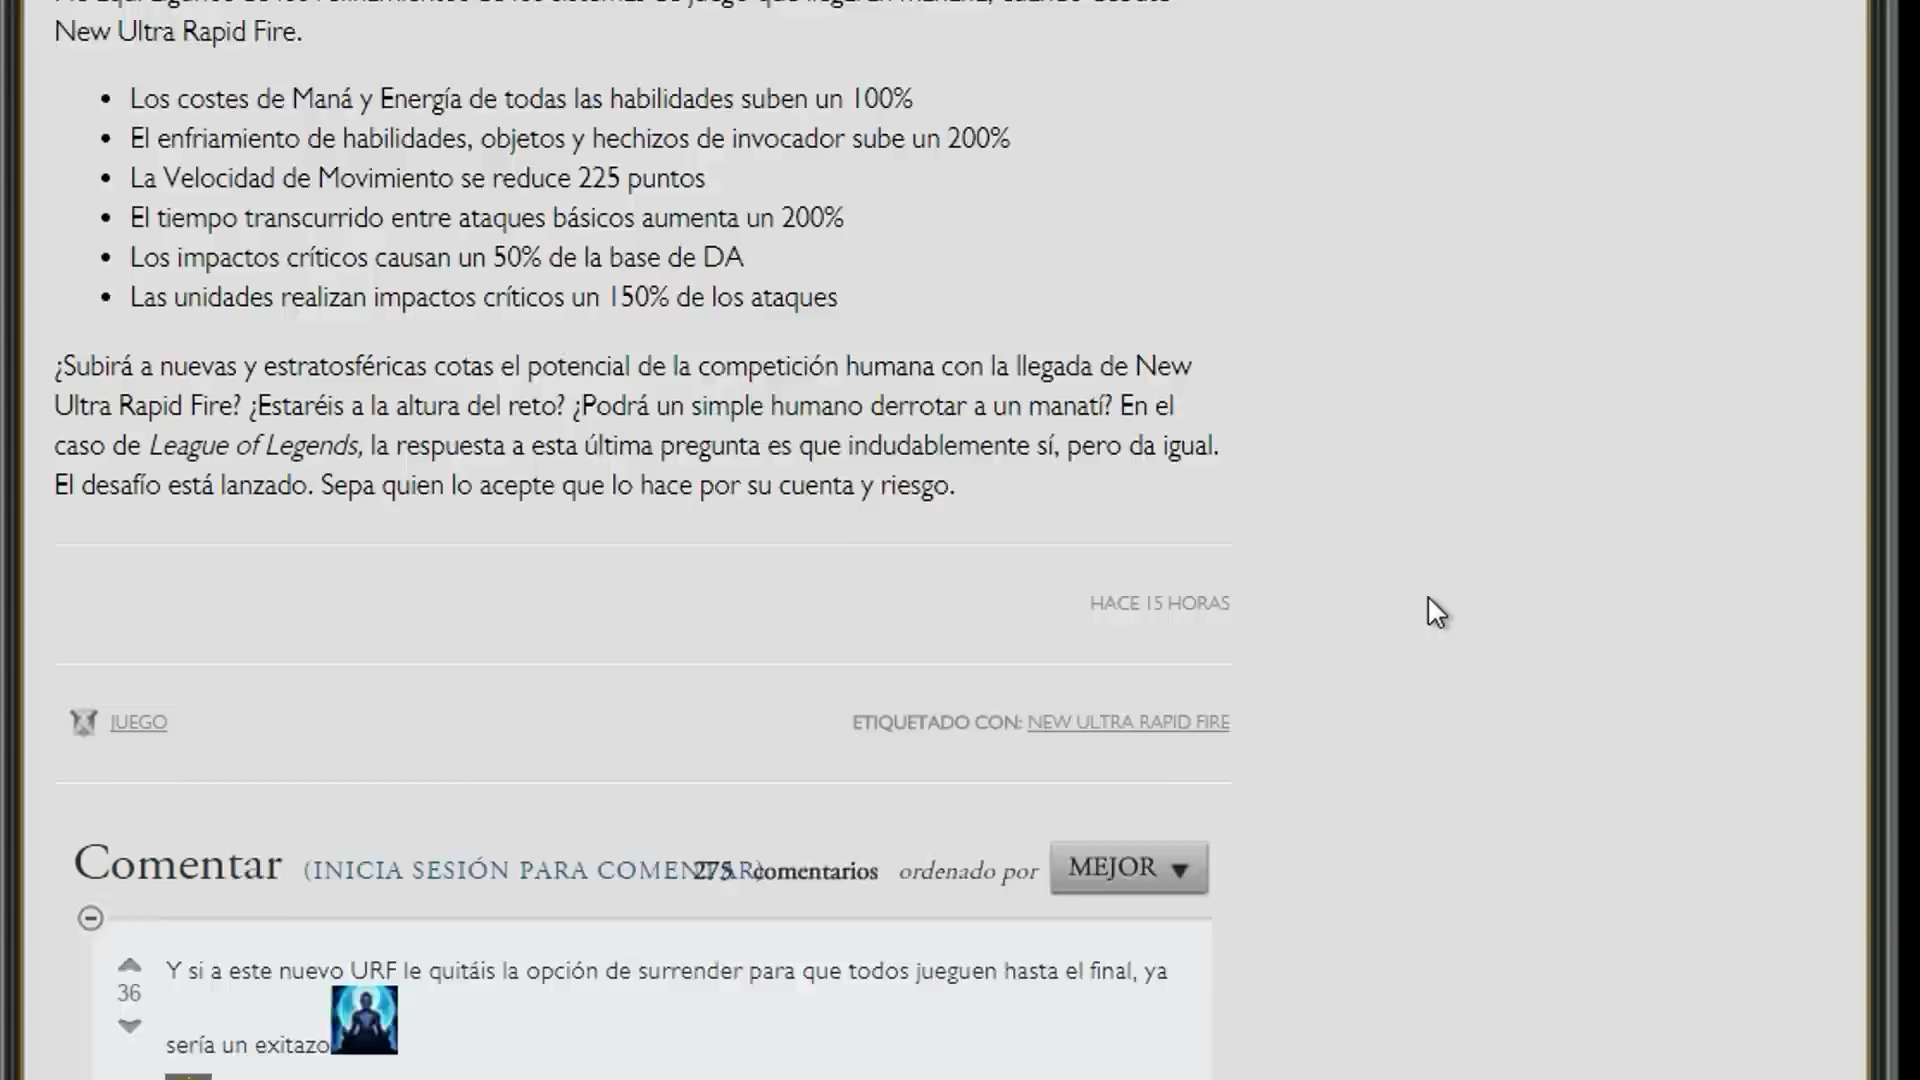 New Ultra Rapid Fire.
• Los costes de Maná y Energía de todas las habilidades suben un 100%
• El enfriamiento de habilidades, objetos y hechizos de invocador sube un 200%
• La Velocidad de Movimiento se reduce 225 puntos
• El tiempo transcurrido entre ataques básicos aumenta un 200%
• Los impactos críticos causan un 50% de la base de DA
• Las unidades realizan impactos críticos un 150% de los ataques
¿Subirá a nuevas y estratosféricas cotas el potencial de la competición humana con la llegada de New
Ultra Rapid Fire? ¿Estaréis a la altura del reto? ¿Podrá un simple humano derrotar a un manatí? En el
caso de League of Legends, la respuesta a esta última pregunta es que indudablemente sí, pero da igual.
El desafío está lanzado. Sepa quien lo acepte que lo hace por su cuenta y riesgo.
HACE 15 HORAS
JUEGO ETIQUETADO CON: NEW ULTRA RAPID FIRE
Comentar (INICIA SESIÓN PARA COMENTAR) 275 comentarios ordenado por MEJOR ▼
Y si a este nuevo URF le quitáis la opción de surrender para que todos jueguen hasta el final, ya
36
sería un exitazo